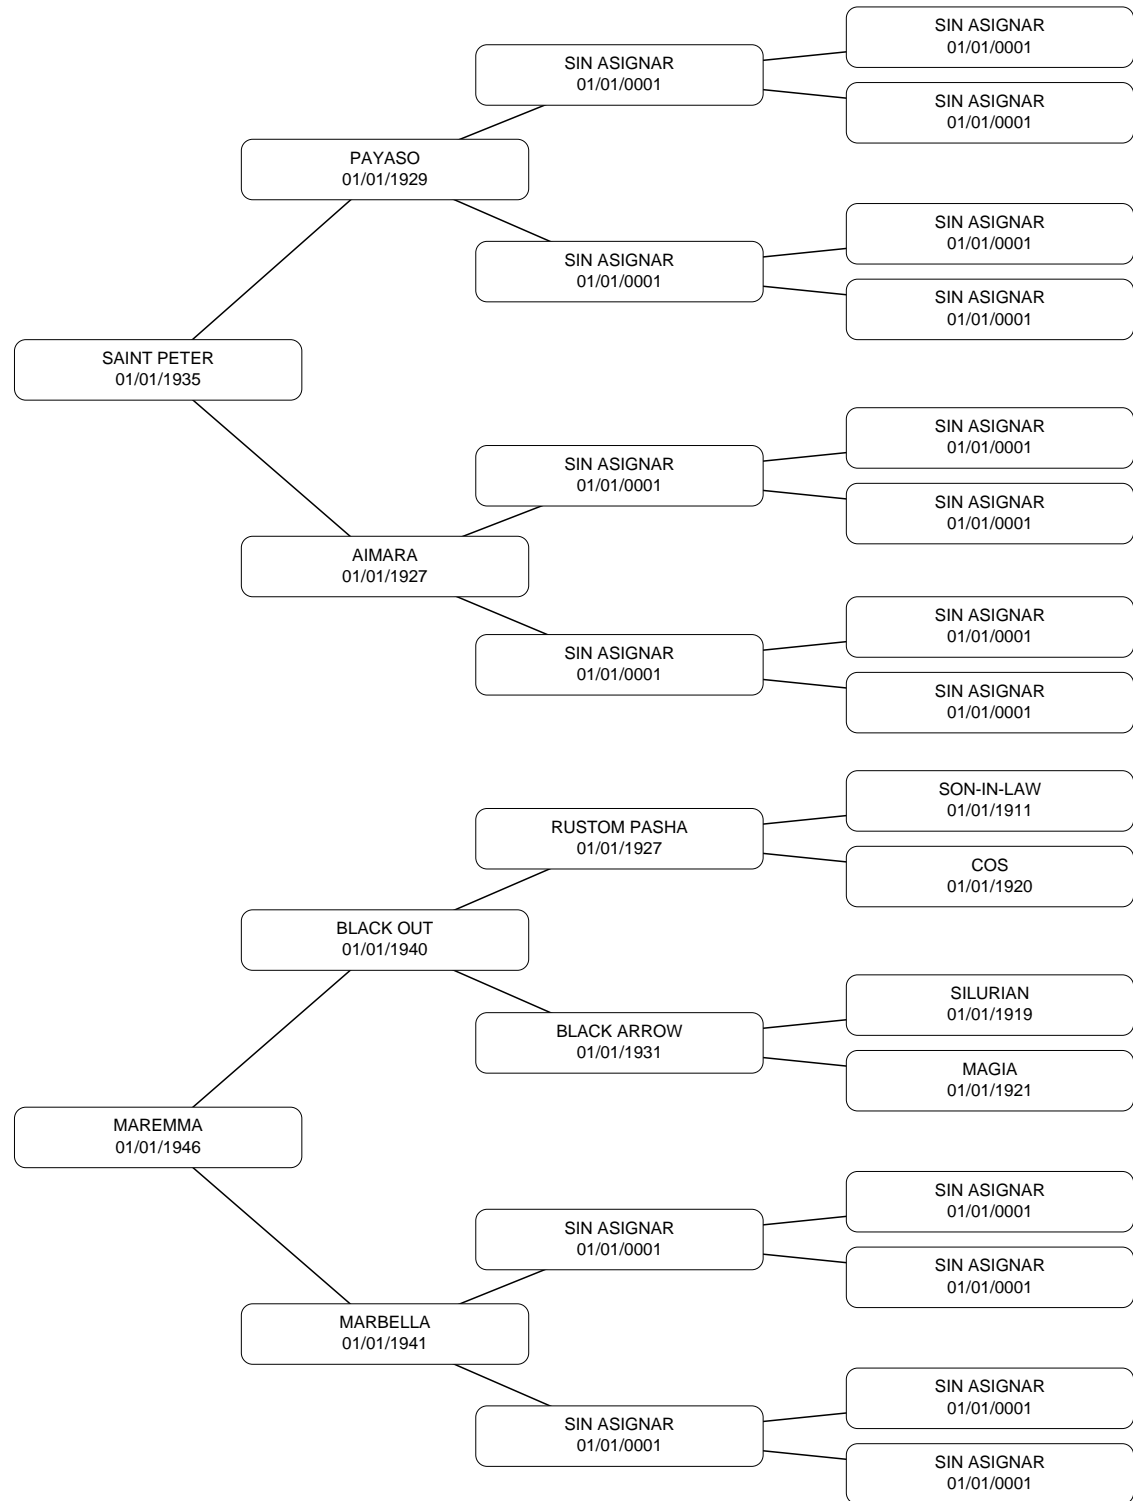 SIN ASIGNAR
01/01/0001
SIN ASIGNAR
01/01/0001
SIN ASIGNAR
01/01/0001
PAYASO
01/01/1929
SIN ASIGNAR
01/01/0001
SIN ASIGNAR
01/01/0001
SIN ASIGNAR
01/01/0001
SAINT PETER
01/01/1935
SIN ASIGNAR
01/01/0001
SIN ASIGNAR
01/01/0001
SIN ASIGNAR
01/01/0001
AIMARA
01/01/1927
SIN ASIGNAR
01/01/0001
SIN ASIGNAR
01/01/0001
SIN ASIGNAR
01/01/0001
SON-IN-LAW
01/01/1911
RUSTOM PASHA
01/01/1927
COS
01/01/1920
BLACK OUT
01/01/1940
SILURIAN
01/01/1919
BLACK ARROW
01/01/1931
MAGIA
01/01/1921
MAREMMA
01/01/1946
SIN ASIGNAR
01/01/0001
SIN ASIGNAR
01/01/0001
SIN ASIGNAR
01/01/0001
MARBELLA
01/01/1941
SIN ASIGNAR
01/01/0001
SIN ASIGNAR
01/01/0001
SIN ASIGNAR
01/01/0001